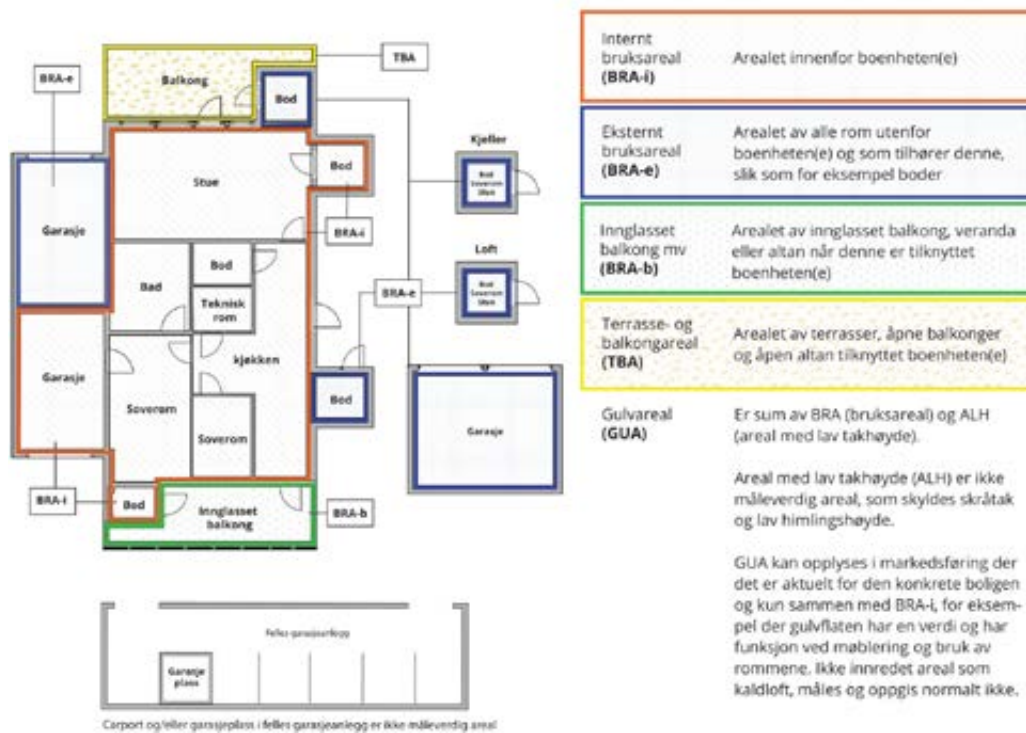 TBA
BRA-e
Balkong
Bod
Kjeller
Bod
Soverom
Stue
Bod
Garasje
BRA-i
Loft
Bod
Bad
Bod
Soverom
BRA-e
Teknisk
rom
kjøkken
Garasje
Soverom
Bod
Garasje
Soverom
BRA-i
Bod
Innglasset
balkong
BRA-b
Felles garasjeanlegg
Garasje
plass
Carport og/eller garasjeplass i felles garasjeanlegg er ikke måleverdig areal
Internt
bruksareal
(BRA-i)
Arealet innenfor boenheten(e)
Eksternt
bruksareal
(BRA-e)
Arealet av alle rom utenfor
boenheten(e) og som tilhører denne,
slik som for eksempel boder
Innglasset
balkong mv
(BRA-b)
Arealet av innglasset balkong, veranda
eller altan når denne er tilknyttet
boenheten(e)
Terrasse- og
balkongareal
(TBA)
Arealet av terrasser, åpne balkonger
og åpen altan tilknyttet boenheten(e)
Gulvareal
(GUA)
Er sum av BRA (bruksareal) og ALH
(areal med lav takhøyde).
Areal med lav takhøyde (ALH) er ikke
måleverdig areal, som skyldes skråtak
og lav himlingshøyde.
GUA kan opplyses i markedsføring der
det er aktuelt for den konkrete boligen
og kun sammen med BRA-i, for eksem-
pel der gulvflaten har en verdi og har
funksjon ved møblering og bruk av
rommene. Ikke innredet areal som
kaldloft, måles og oppgis normalt ikke.